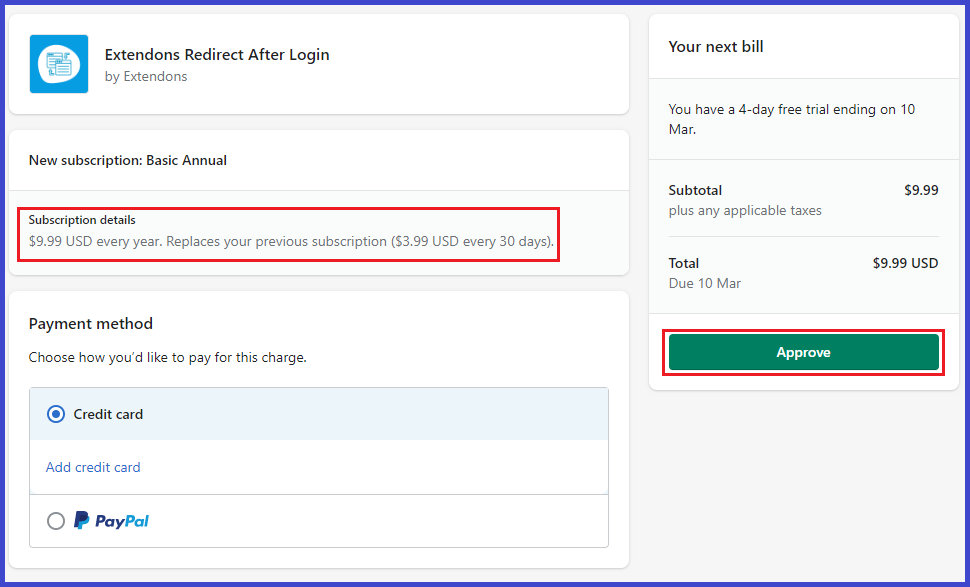 Extendons Redirect After Login
by Extendons
New subscription: Basic Annual
Subscription details
$9.99 USD every year. Replaces your previous subscription ($3.99 USD every 30 days).
Payment method
Choose how you'd like to pay for this charge.
Credit card
Add credit card
PayPal
Your next bill
You have a 4-day free trial ending on 10
Mar.
Subtotal $9.99
plus any applicable taxes
Total $9.99 USD
Due 10 Mar
Approve